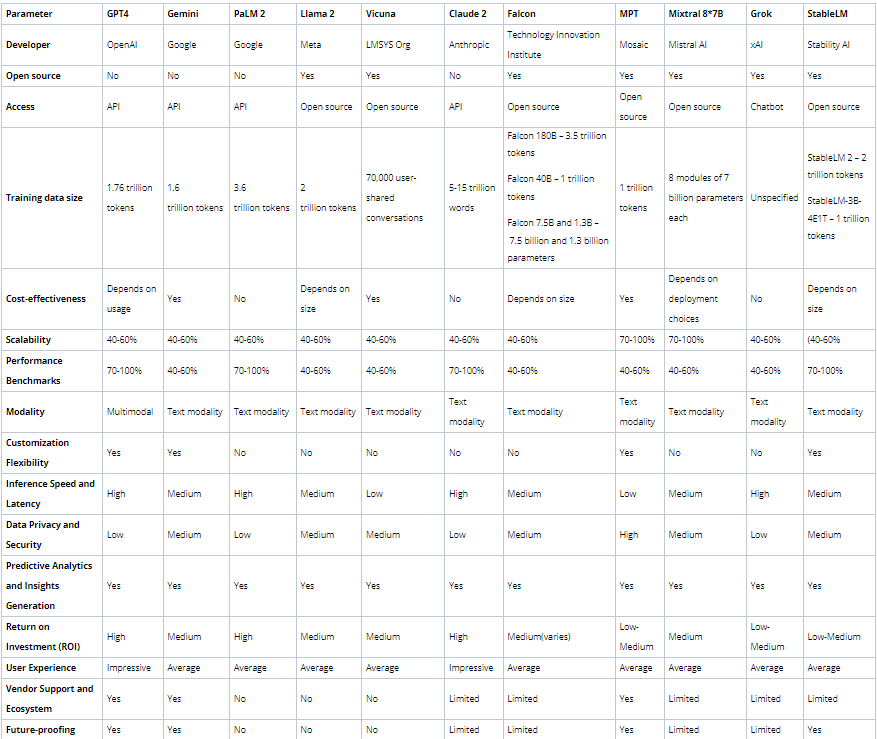 Parameter GPT4 Gemini PaLM 2 Llama 2 Vicuna Claude 2 Falcon MPT Mixtral 8*7B Grok StableLM
Developer OpenAI Google Google Meta LMSYS Org Anthropic Technology Innovation Institute Mosaic Mistral AI xAI Stability AI
Open source No No No Yes Yes No Yes Yes Yes Yes Yes
Access API API API Open source Open source API Open source Open source Open source Chatbot Open source
Training data size 1.76 trillion tokens 1.6 trillion tokens 3.6 trillion tokens 2 trillion tokens 70,000 user-shared conversations 5-15 trillion words Falcon 180B – 3.5 trillion tokens Falcon 40B – 1 trillion tokens Falcon 7.5B and 1.3B – 7.5 billion and 1.3 billion parameters 1 trillion tokens 8 modules of 7 billion parameters each Unspecified StableLM 2 – 2 trillion tokens StableLM-3B-4E1T – 1 trillion tokens
Cost-effectiveness Depends on usage Yes No Depends on size Yes No Depends on size Yes Depends on deployment choices No Depends on size
Scalability 40-60% 40-60% 40-60% 40-60% 40-60% 40-60% 40-60% 70-100% 70-100% 40-60% (40-60%
Performance Benchmarks 70-100% 40-60% 70-100% 40-60% 40-60% 70-100% 40-60% 40-60% 40-60% 40-60% 70-100%
Modality Multimodal Text modality Text modality Text modality Text modality Text modality Text modality Text modality Text modality Text modality Text modality
Customization Flexibility Yes Yes No No No No No Yes No No Yes
Inference Speed and Latency High Medium High Medium Low High Medium Low Medium High Medium
Data Privacy and Security Low Medium Low Medium Medium Low Medium High Medium Low Medium
Predictive Analytics and Insights Generation Yes Yes Yes Yes Yes Yes Yes Yes Yes Yes Yes
Return on Investment (ROI) High Medium High Medium Medium High Medium(varies) Low-Medium Medium Low-Medium Low-Medium
User Experience Impressive Average Average Average Average Impressive Average Average Average Average Average
Vendor Support and Ecosystem Yes Yes No No No Limited Limited Yes Limited Limited Limited
Future-proofing Yes Yes No No No Limited Limited Yes Limited Limited Yes